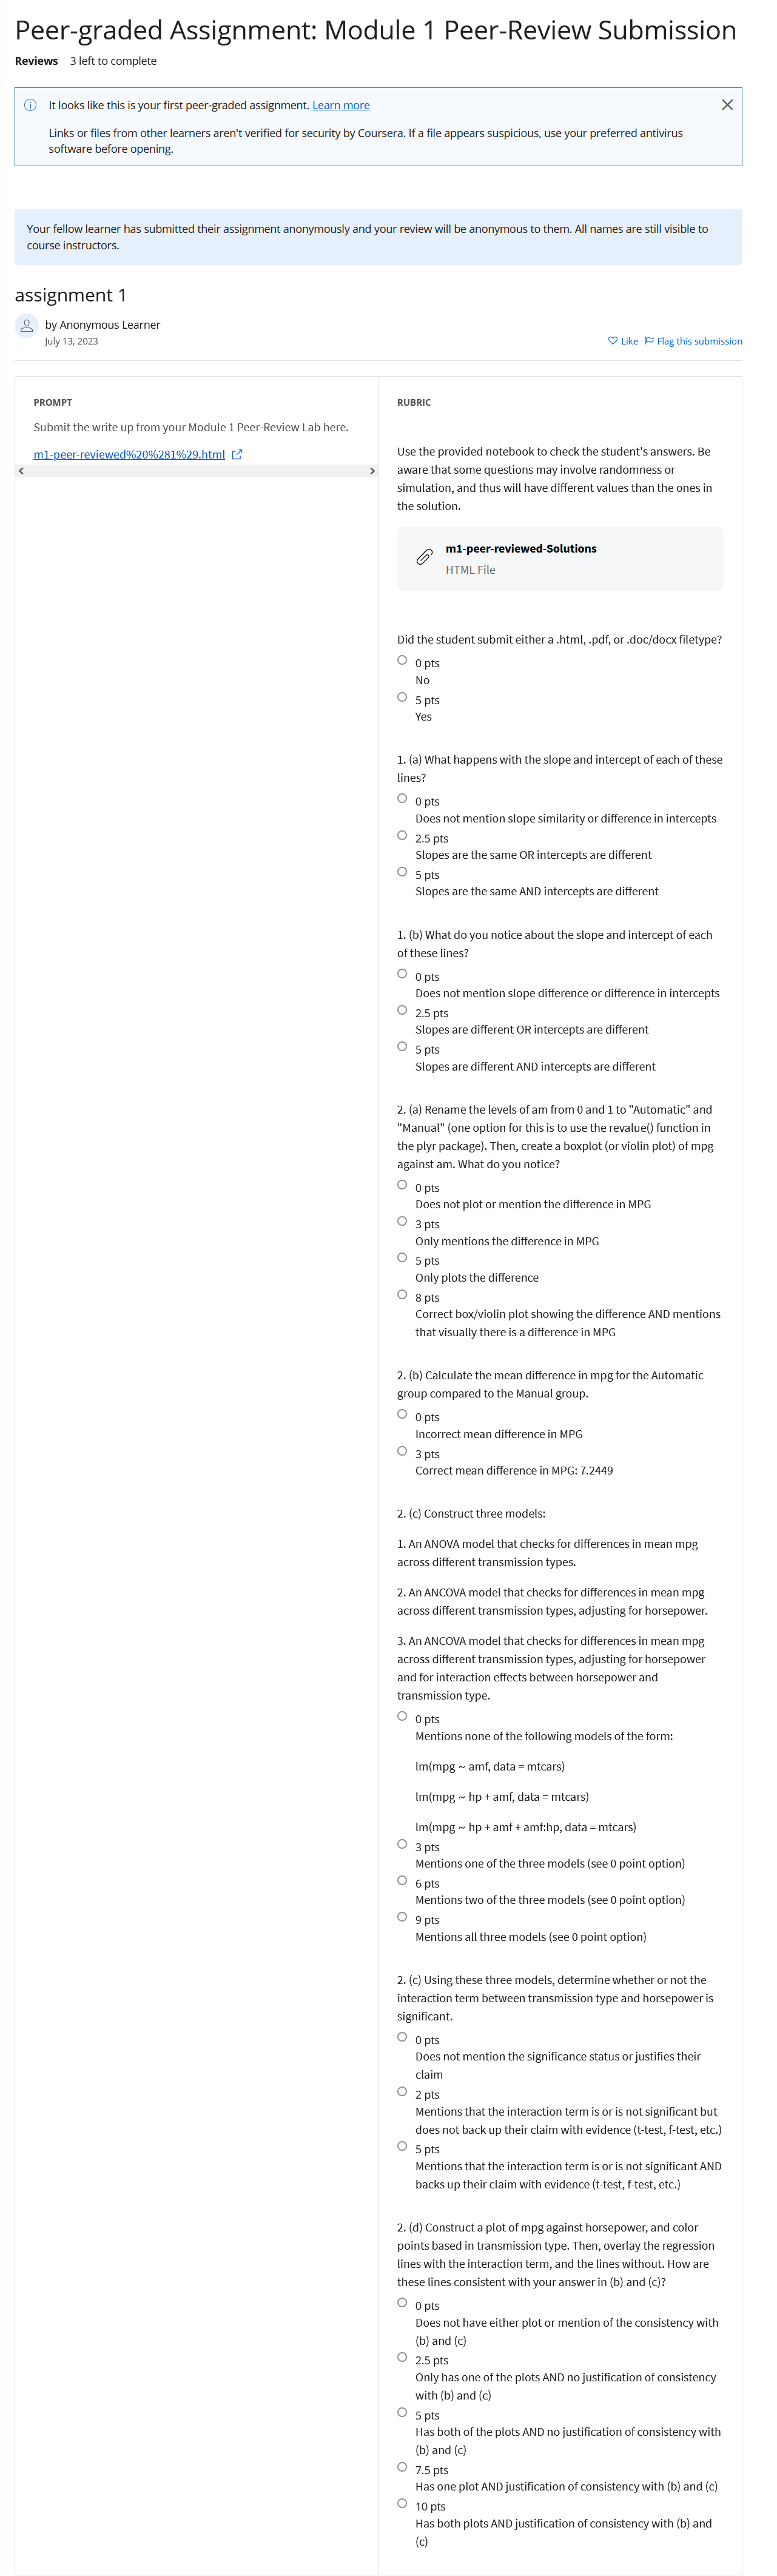 Peer-graded Assignment: Module 1 Peer-Review Submission
Reviews 3 left to complete
It looks like this is your first peer-graded assignment. Learn more
Links or files from other learners aren't verified for security by Coursera. If a file appears suspicious, use your preferred antivirus
software before opening.
Your fellow learner has submitted their assignment anonymously and your review will be anonymous to them. All names are still visible to
course instructors.
assignment 1
by Anonymous Learner
July 13, 2023
Like Flag this submission
PROMPT
Submit the write up from your Module 1 Peer-Review Lab here.
m1-peer-reviewed%20%281%29.html
RUBRIC
Use the provided notebook to check the student's answers. Be
aware that some questions may involve randomness or
simulation, and thus will have different values than the ones in
the solution.
m1-peer-reviewed-Solutions
HTML File
Did the student submit either a .html, .pdf, or .doc/docx filetype?
0 pts
No
5 pts
Yes
1. (a) What happens with the slope and intercept of each of these
lines?
0 pts
Does not mention slope similarity or difference in intercepts
2.5 pts
Slopes are the same OR intercepts are different
5 pts
Slopes are the same AND intercepts are different
1. (b) What do you notice about the slope and intercept of each
of these lines?
0 pts
Does not mention slope difference or difference in intercepts
2.5 pts
Slopes are different OR intercepts are different
5 pts
Slopes are different AND intercepts are different
2. (a) Rename the levels of am from 0 and 1 to "Automatic" and
"Manual" (one option for this is to use the revalue() function in
the plyr package). Then, create a boxplot (or violin plot) of mpg
against am. What do you notice?
0 pts
Does not plot or mention the difference in MPG
3 pts
Only mentions the difference in MPG
5 pts
Only plots the difference
8 pts
Correct box/violin plot showing the difference AND mentions
that visually there is a difference in MPG
2. (b) Calculate the mean difference in mpg for the Automatic
group compared to the Manual group.
0 pts
Incorrect mean difference in MPG
3 pts
Correct mean difference in MPG: 7.2449
2. (c) Construct three models:
1. An ANOVA model that checks for differences in mean mpg
across different transmission types.
2. An ANCOVA model that checks for differences in mean mpg
across different transmission types, adjusting for horsepower.
3. An ANCOVA model that checks for differences in mean mpg
across different transmission types, adjusting for horsepower
and for interaction effects between horsepower and
transmission type.
0 pts
Mentions none of the following models of the form:
lm(mpg ~ amf, data = mtcars)
lm(mpg ~ hp + amf, data = mtcars)
lm(mpg ~ hp + amf + amf:hp, data = mtcars)
3 pts
Mentions one of the three models (see 0 point option)
6 pts
Mentions two of the three models (see 0 point option)
9 pts
Mentions all three models (see 0 point option)
2. (c) Using these three models, determine whether or not the
interaction term between transmission type and horsepower is
significant.
0 pts
Does not mention the significance status or justifies their
claim
2 pts
Mentions that the interaction term is or is not significant but
does not back up their claim with evidence (t-test, f-test, etc.)
5 pts
Mentions that the interaction term is or is not significant AND
backs up their claim with evidence (t-test, f-test, etc.)
2. (d) Construct a plot of mpg against horsepower, and color
points based in transmission type. Then, overlay the regression
lines with the interaction term, and the lines without. How are
these lines consistent with your answer in (b) and (c)?
0 pts
Does not have either plot or mention of the consistency with
(b) and (c)
2.5 pts
Only has one of the plots AND no justification of consistency
with (b) and (c)
5 pts
Has both of the plots AND no justification of consistency with
(b) and (c)
7.5 pts
Has one plot AND justification of consistency with (b) and (c)
10 pts
Has both plots AND justification of consistency with (b) and
(c)